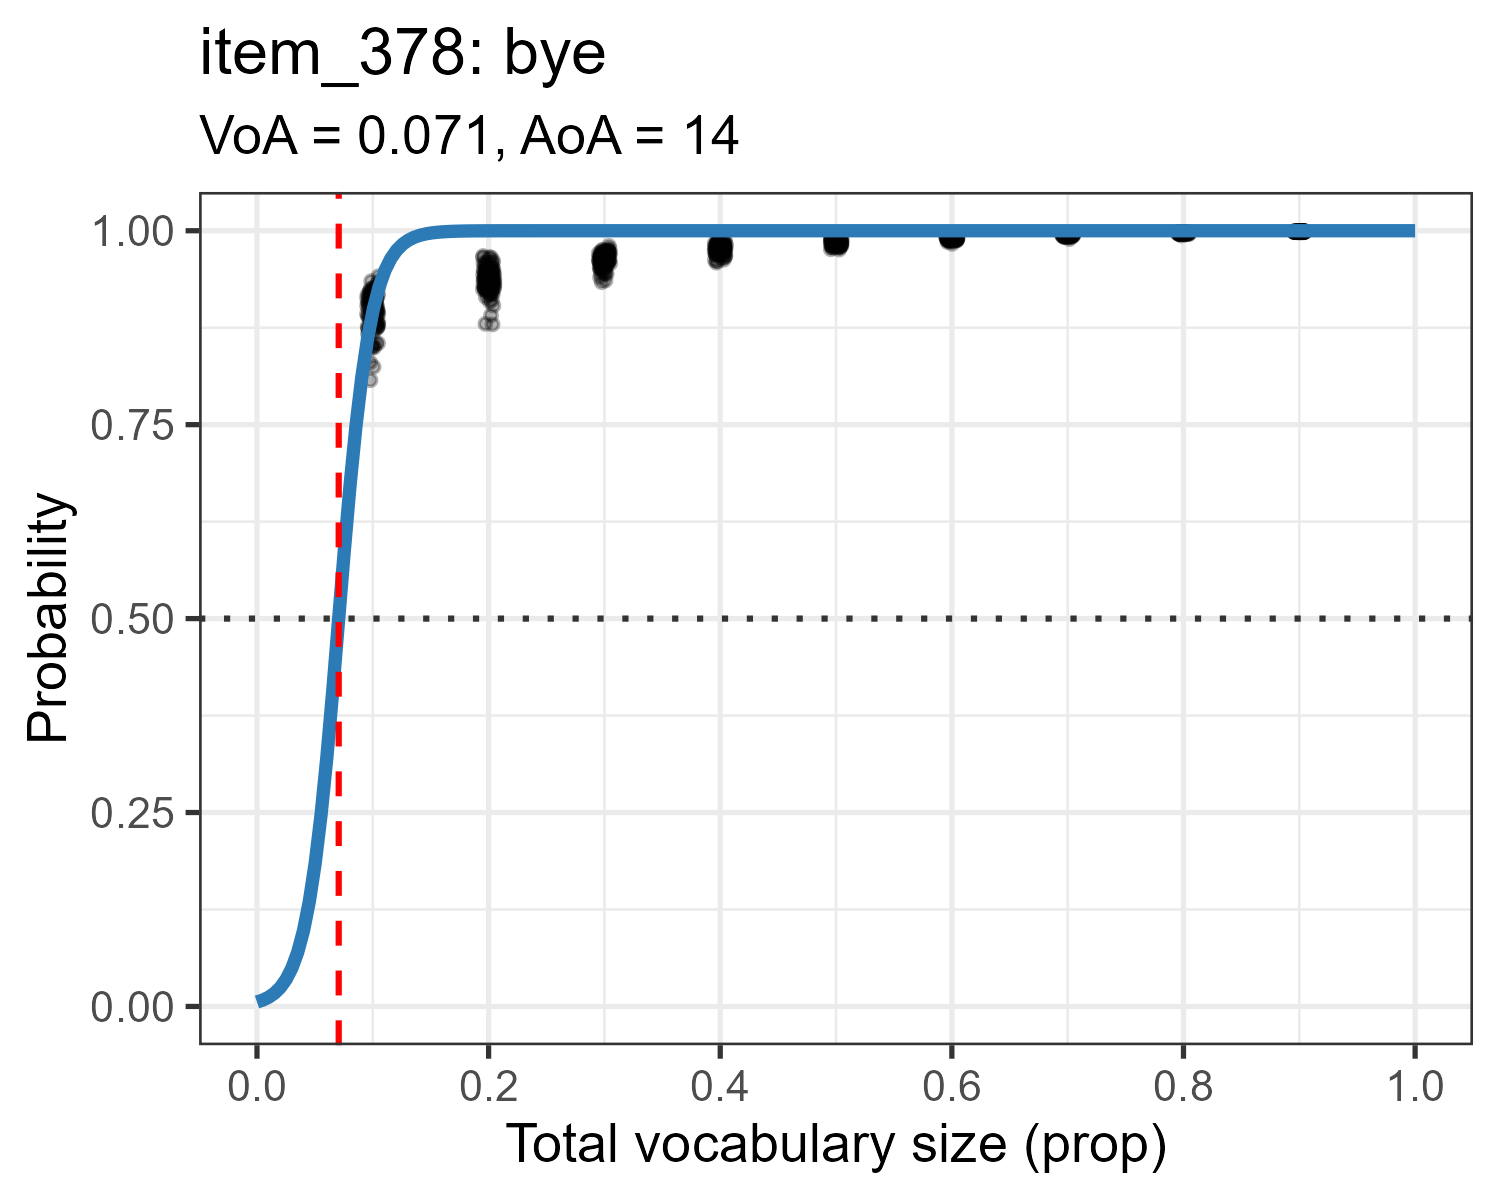 item_378: bye
VoA = 0.071, AoA = 14
1.00
0.75
0.50
0.25
0.00
Probability
0.0 0.2 0.4 0.6 0.8 1.0
Total vocabulary size (prop)